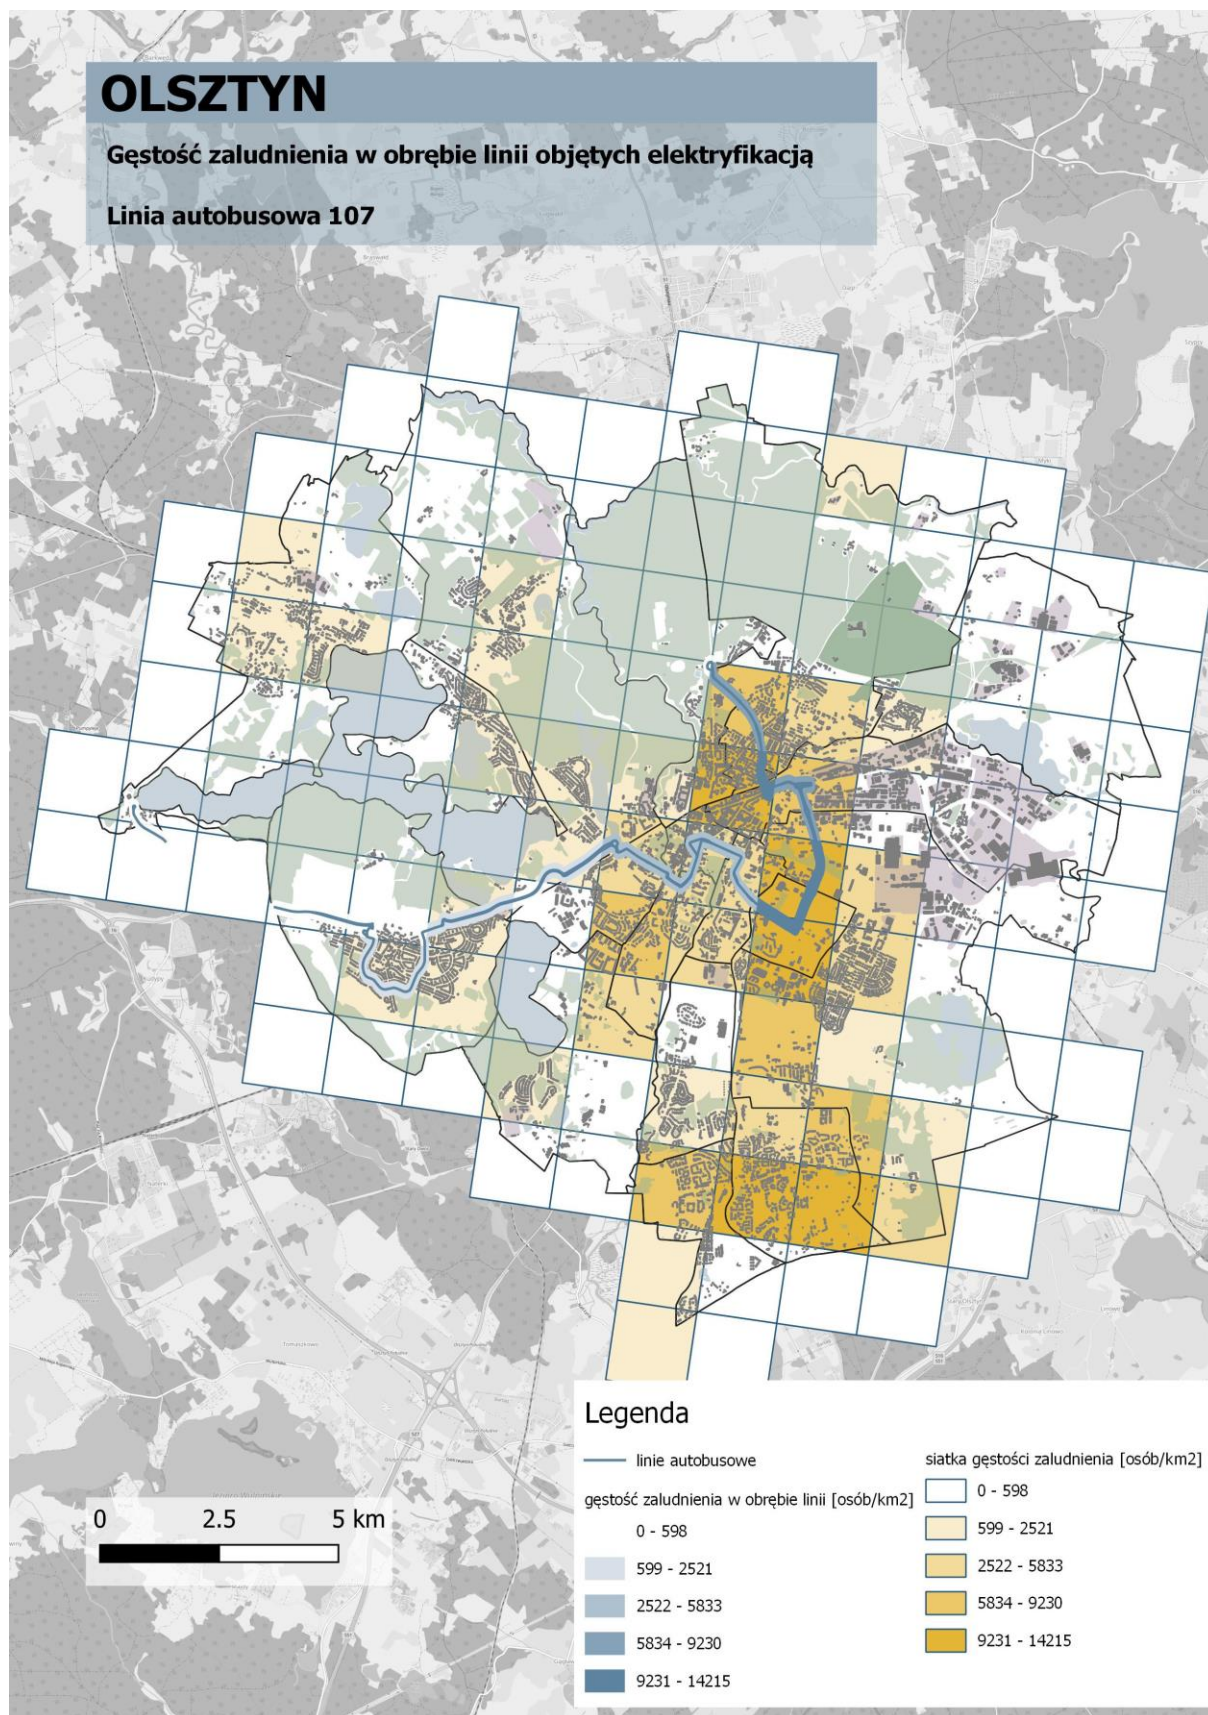 OLSZTYN
Gęstość zaludnienia w obrębie linii objętych elektryfikacją
Linia autobusowa 107
Legenda
linie autobusowe
gęstość zaludnienia w obrębie linii [osób/km2]
0 - 598
599 - 2521
2522 - 5833
5834 - 9230
9231 - 14215
siatka gęstości zaludnienia [osób/km2]
0 - 598
599 - 2521
2522 - 5833
5834 - 9230
9231 - 14215
0 2.5 5 km